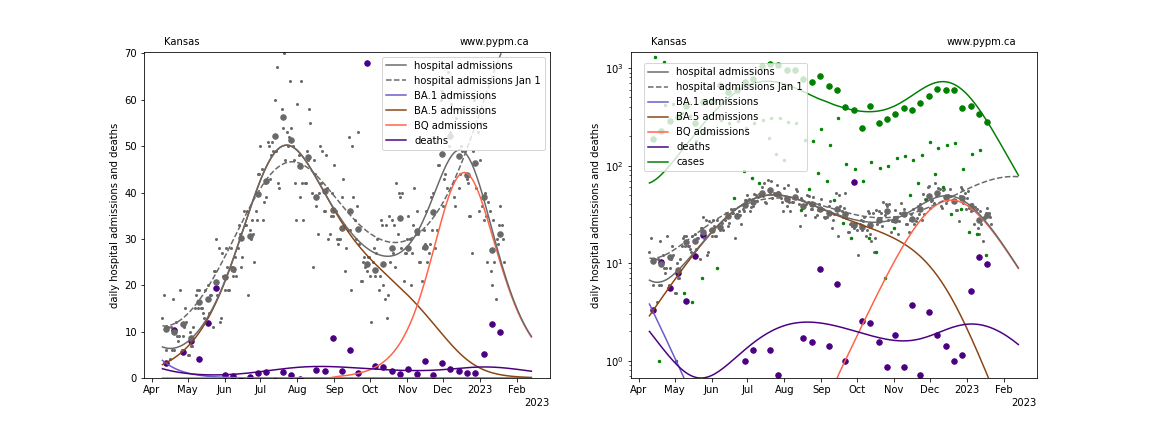 Kansas www.pypm.ca
70
60
50
40
30
20
10
0
daily hospital admissions and deaths
hospital admissions
hospital admissions Jan 1
BA.1 admissions
BA.5 admissions
BQ admissions
deaths
Apr May Jun Jul Aug Sep Oct Nov Dec 2023 Feb
2023
Kansas www.pypm.ca
10³
10²
10¹
10⁰
daily hospital admissions and deaths
hospital admissions
hospital admissions Jan 1
BA.1 admissions
BA.5 admissions
BQ admissions
deaths
cases
Apr May Jun Jul Aug Sep Oct Nov Dec 2023 Feb
2023